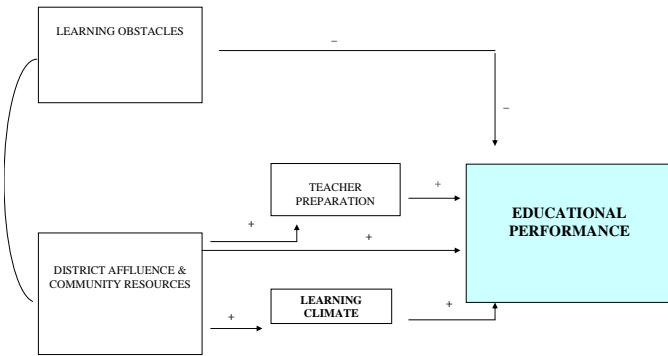 LEARNING OBSTACLES
–
–
TEACHER
PREPARATION
+
EDUCATIONAL
PERFORMANCE
+
+
DISTRICT AFFLUENCE &
COMMUNITY RESOURCES
LEARNING
CLIMATE
+
+